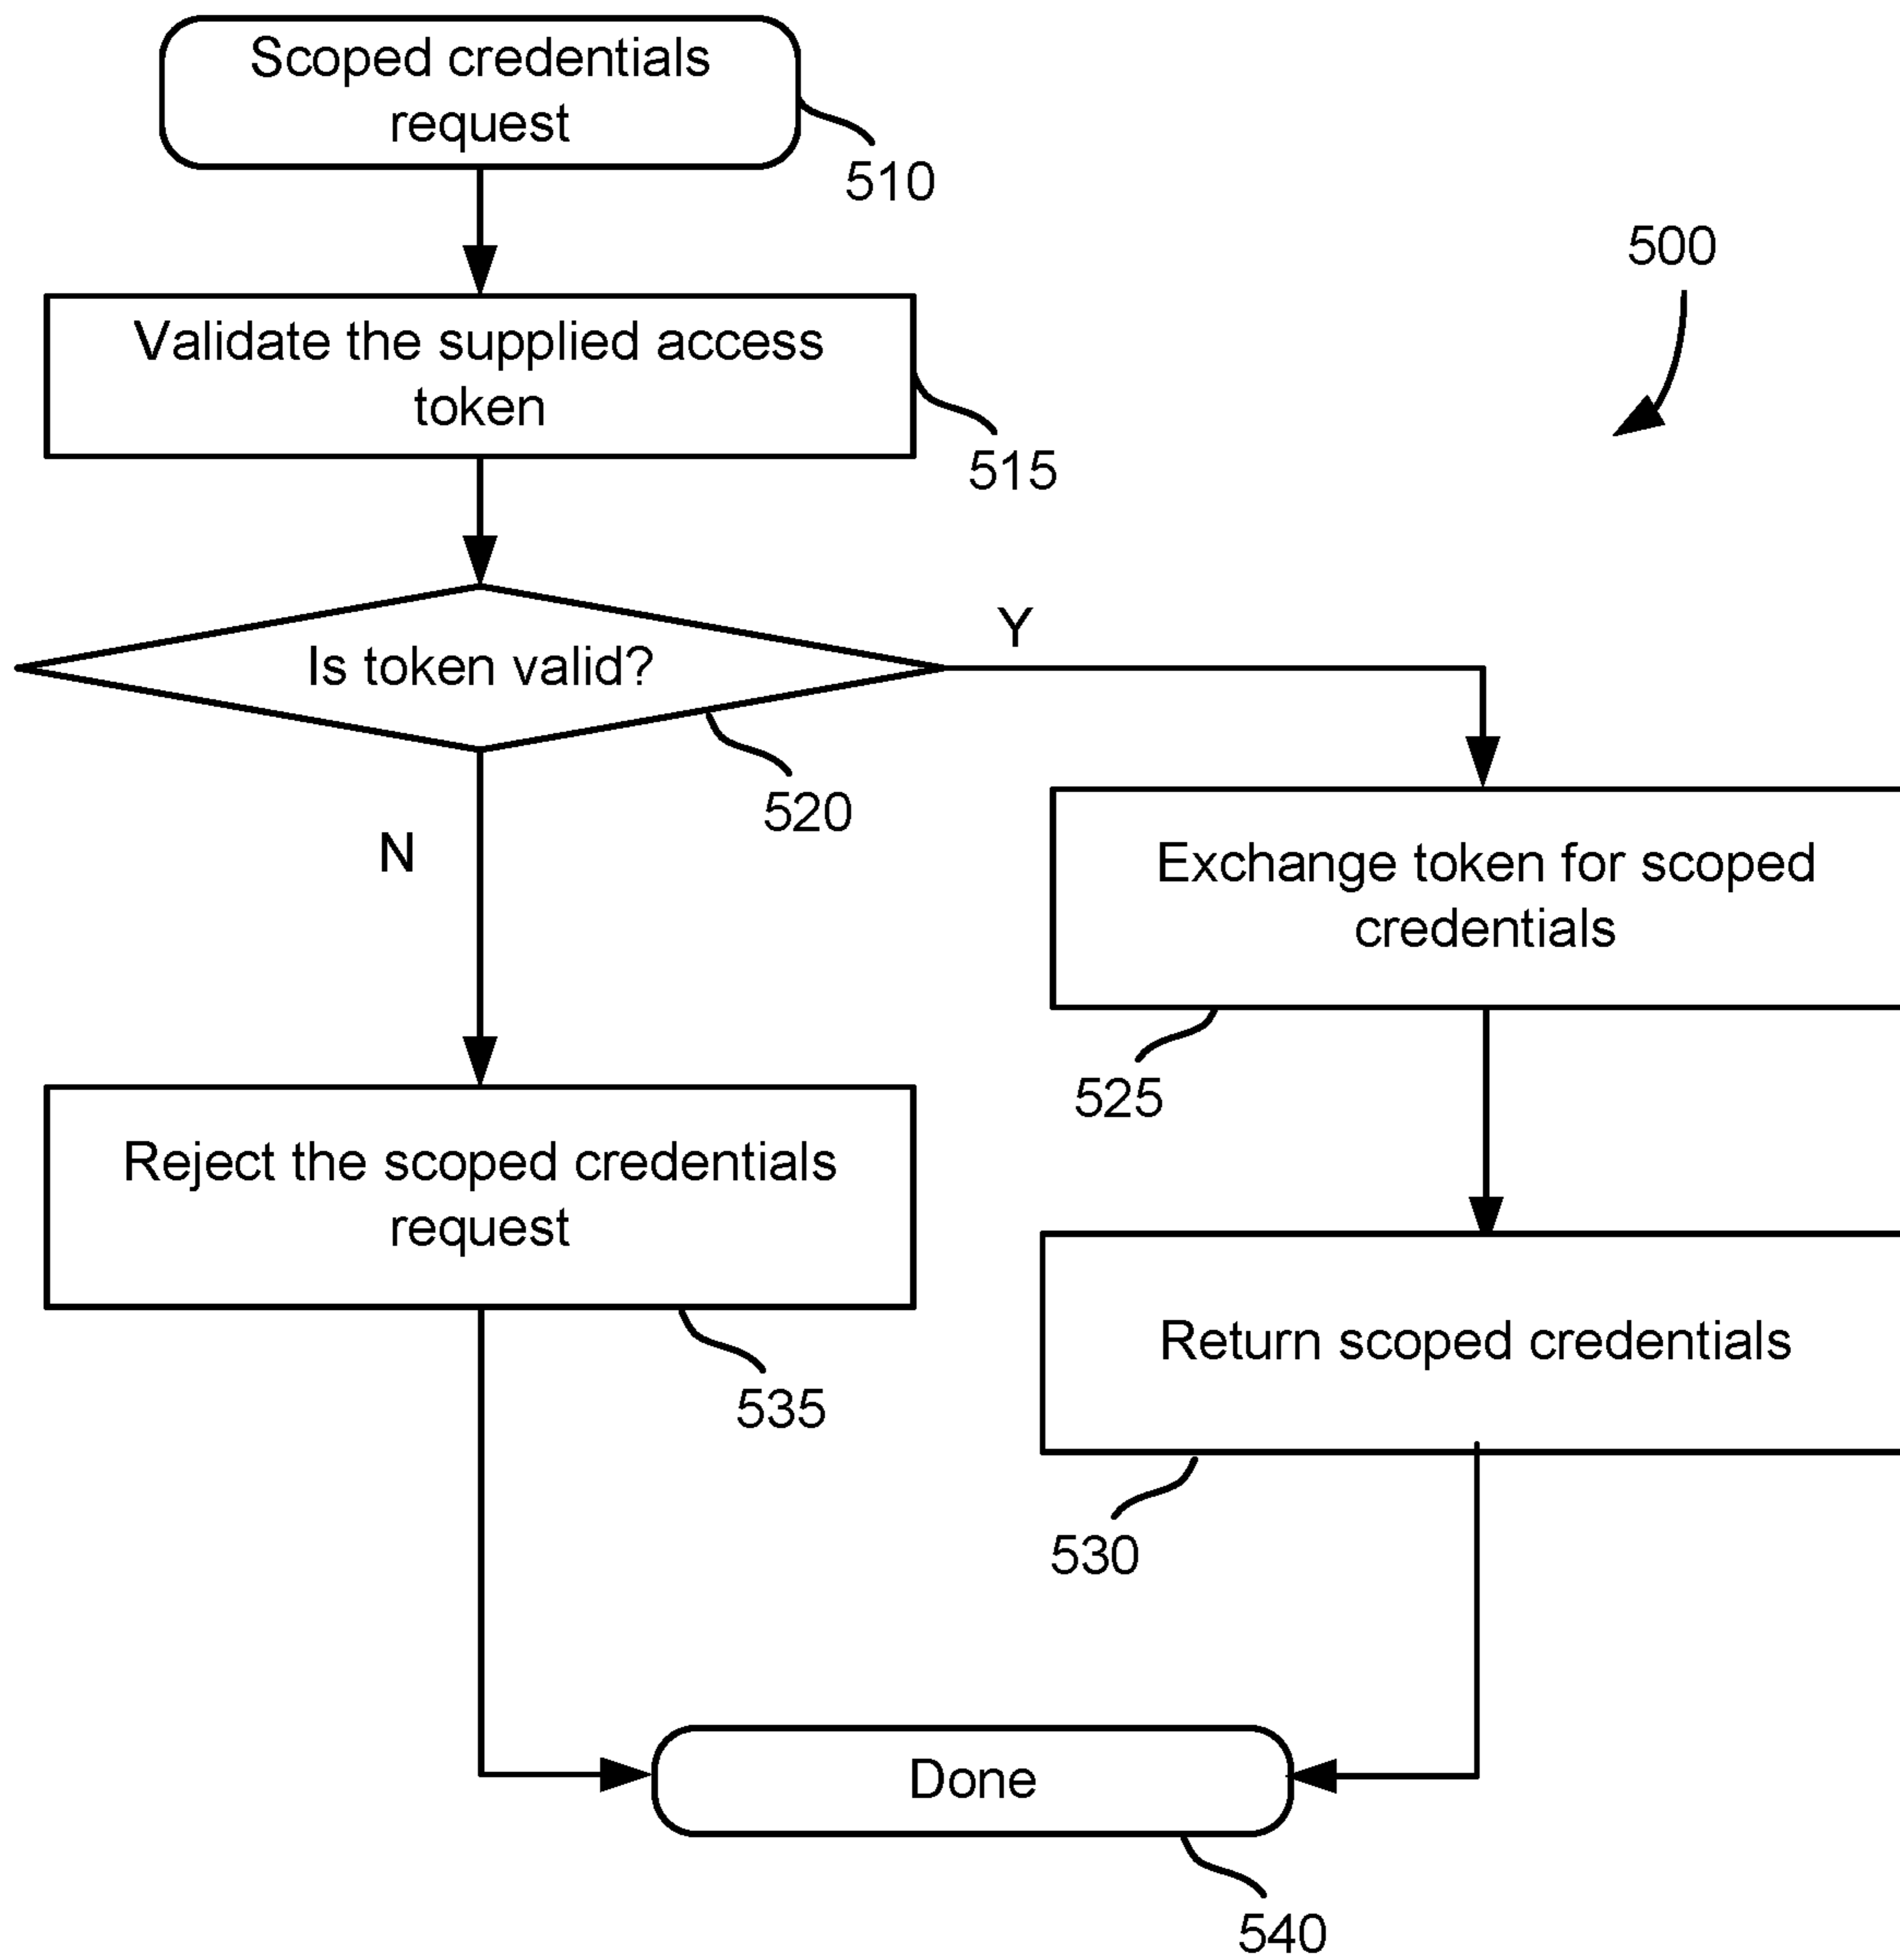 Scoped credentials
request
510
500
Validate the supplied access
token
515
Is token valid?
Y
520
N
Exchange token for scoped
credentials
525
Reject the scoped credentials
request
535
Return scoped credentials
530
Done
540